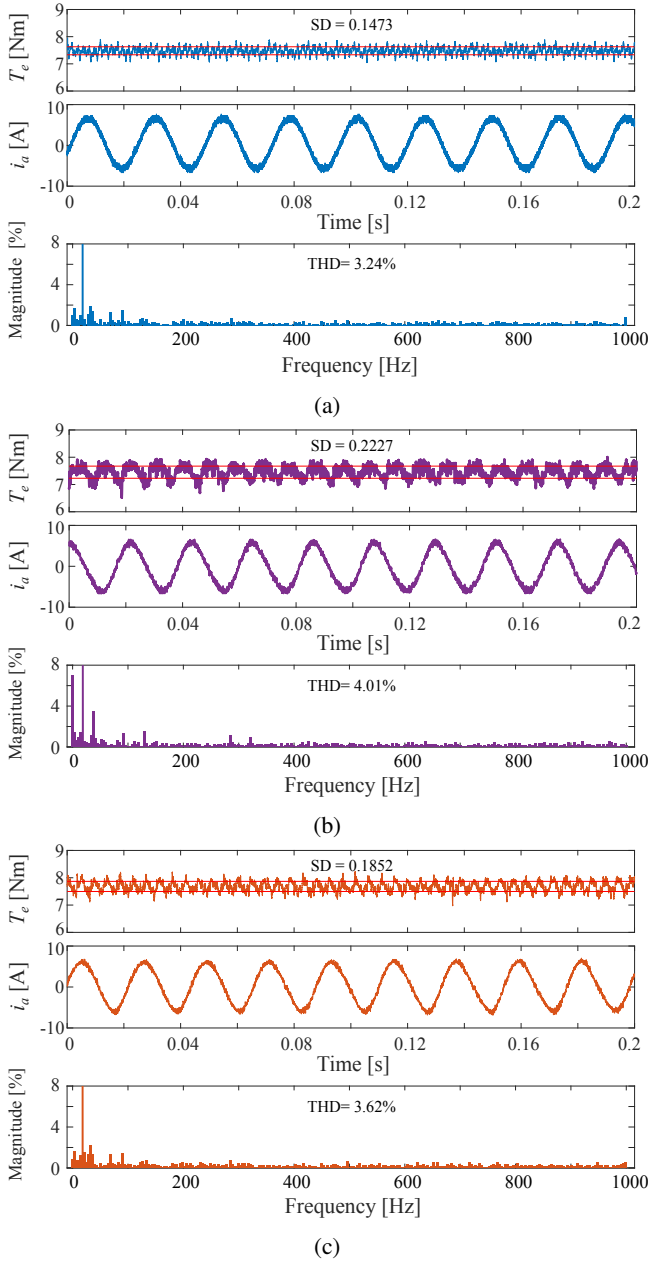 9
8
7
6
T_e [Nm]
SD = 0.1473
10
0
-10
i_a [A]
0 0.04 0.08 0.12 0.16 0.2
Time [s]
8
4
0
Magnitude [%]
THD= 3.24%
0 200 400 600 800 1000
Frequency [Hz]
(a)
9
8
7
6
T_e [Nm]
SD = 0.2227
10
0
-10
i_a [A]
0 0.04 0.08 0.12 0.16 0.2
Time [s]
8
4
0
Magnitude [%]
THD= 4.01%
0 200 400 600 800 1000
Frequency [Hz]
(b)
9
8
7
6
T_e [Nm]
SD = 0.1852
10
0
-10
i_a [A]
0 0.04 0.08 0.12 0.16 0.2
Time [s]
8
4
0
Magnitude [%]
THD= 3.62%
0 200 400 600 800 1000
Frequency [Hz]
(c)